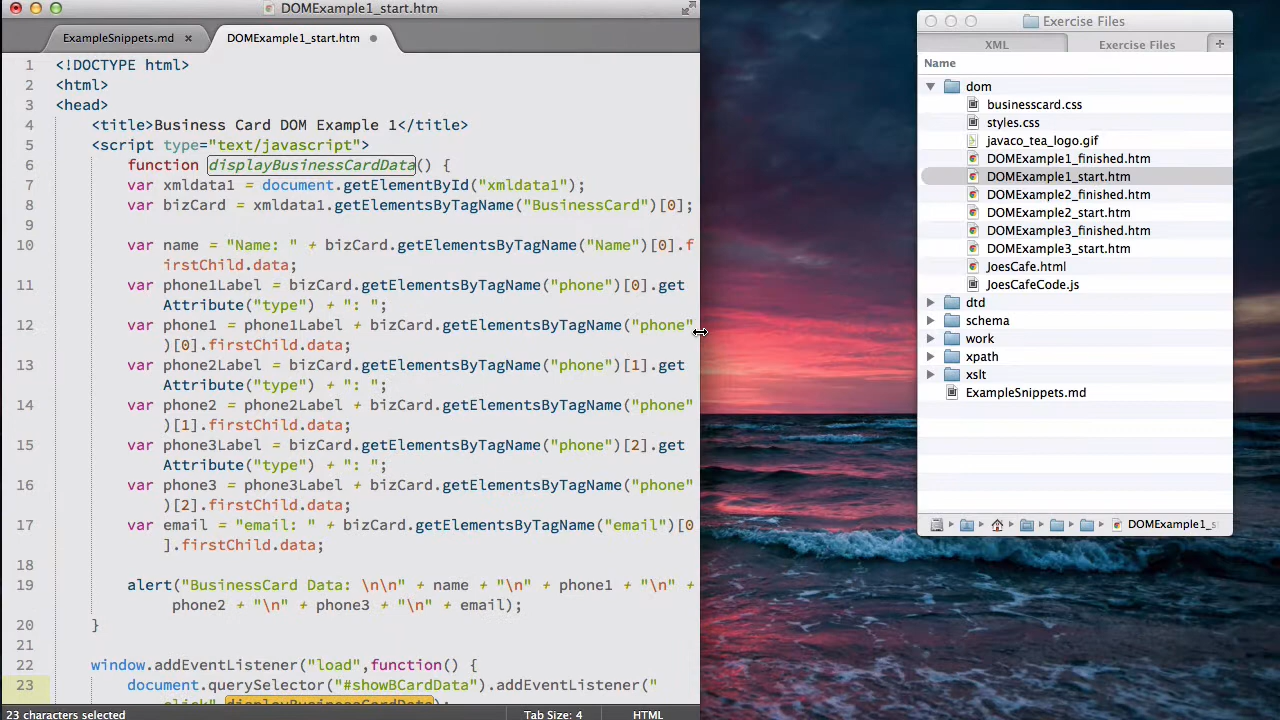 DOMExample1_start.htm
ExampleSnippets.md ×
DOMExample1_start.htm
1 <!DOCTYPE html>
2 <html>
3 <head>
4 <title>Business Card DOM Example 1</title>
5 <script type="text/javascript">
6 function displayBusinessCardData() {
7 var xmldata1 = document.getElementById("xmldata1");
8 var bizCard = xmldata1.getElementsByTagName("BusinessCard")[0];
9
10 var name = "Name: " + bizCard.getElementsByTagName("Name")[0].f
irstChild.data;
11 var phone1Label = bizCard.getElementsByTagName("phone")[0].get
Attribute("type") + ": ";
12 var phone1 = phone1Label + bizCard.getElementsByTagName("phone"
)[0].firstChild.data;
13 var phone2Label = bizCard.getElementsByTagName("phone")[1].get
Attribute("type") + ": ";
14 var phone2 = phone2Label + bizCard.getElementsByTagName("phone"
)[1].firstChild.data;
15 var phone3Label = bizCard.getElementsByTagName("phone")[2].get
Attribute("type") + ": ";
16 var phone3 = phone3Label + bizCard.getElementsByTagName("phone"
)[2].firstChild.data;
17 var email = "email: " + bizCard.getElementsByTagName("email")[0
].firstChild.data;
18
19 alert("BusinessCard Data: \n\n" + name + "\n" + phone1 + "\n" +
phone2 + "\n" + phone3 + "\n" + email);
20 }
21
22 window.addEventListener("load",function() {
23 document.querySelector("#showBCardData").addEventListener("
click",displayBusinessCardData);
23 characters selected
Tab Size: 4
HTML
Exercise Files
XML
Exercise Files
+
Name
dom
businesscard.css
styles.css
javaco_tea_logo.gif
DOMExample1_finished.htm
DOMExample1_start.htm
DOMExample2_finished.htm
DOMExample2_start.htm
DOMExample3_finished.htm
DOMExample3_start.htm
JoesCafe.html
JoesCafeCode.js
dtd
schema
work
xpath
xslt
ExampleSnippets.md
DOMExample1_s